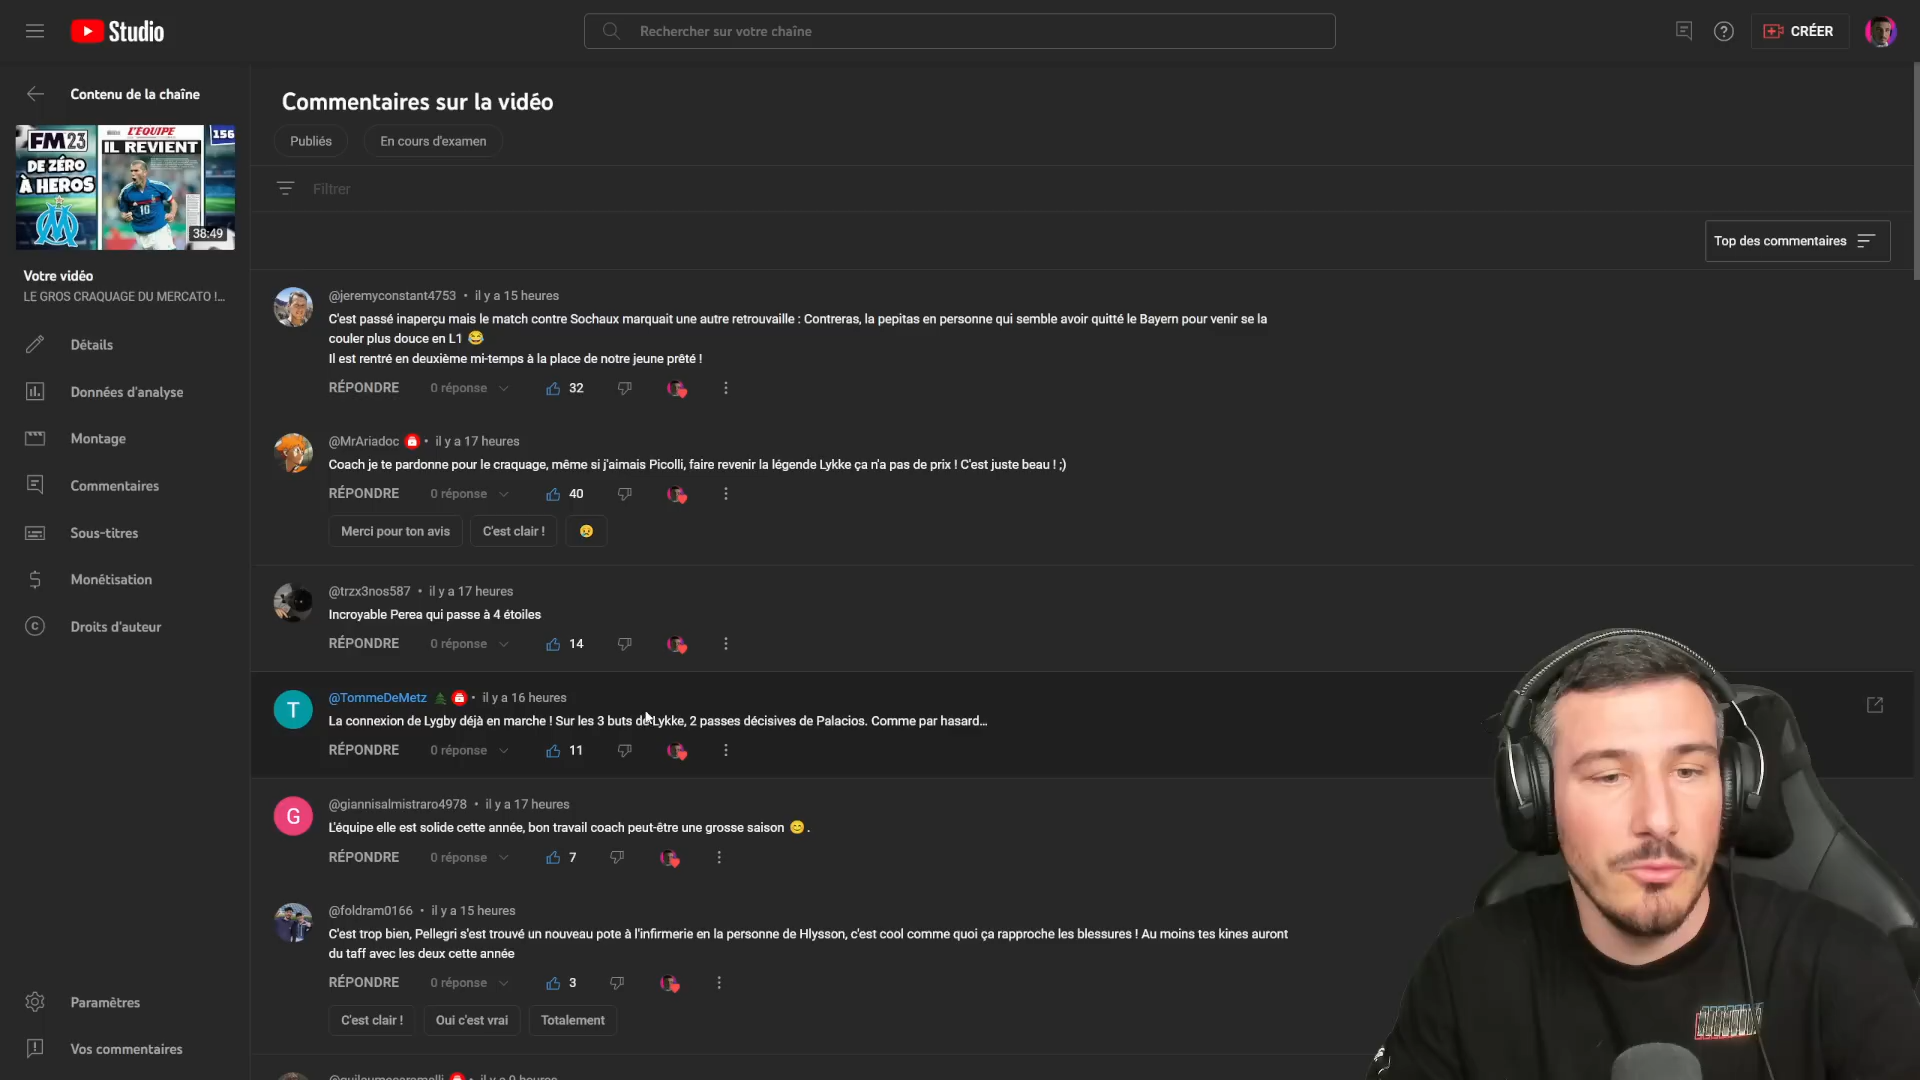 Studio
Rechercher sur votre chaîne
CRÉER
Contenu de la chaîne
FM23
DE ZÉRO
À HEROS
L'ÉQUIPE
IL REVIENT
156
10
38:49
Votre vidéo
LE GROS CRAQUAGE DU MERCATO !...
Détails
Données d'analyse
Montage
Commentaires
Sous-titres
Monétisation
Droits d'auteur
Paramètres
Vos commentaires
Commentaires sur la vidéo
Publiés
En cours d'examen
Filtrer
Top des commentaires
@jeremyconstant4753 • il y a 15 heures
C'est passé inaperçu mais le match contre Sochaux marquait une autre retrouvaille : Contreras, la pepitas en personne qui semble avoir quitté le Bayern pour venir se la
couler plus douce en L1 😂
Il est rentré en deuxième mi-temps à la place de notre jeune prêté !
RÉPONDRE 0 réponse 32
@MrAriadoc • il y a 17 heures
Coach je te pardonne pour le craquage, même si j'aimais Picolli, faire revenir la légende Lykke ça n'a pas de prix ! C'est juste beau ! ;)
RÉPONDRE 0 réponse 40
Merci pour ton avis C'est clair ! 😢
@trzx3nos587 • il y a 17 heures
Incroyable Perea qui passe à 4 étoiles
RÉPONDRE 0 réponse 14
T
@TommeDeMetz • il y a 16 heures
La connexion de Lygby déjà en marche ! Sur les 3 buts de Lykke, 2 passes décisives de Palacios. Comme par hasard...
RÉPONDRE 0 réponse 11
G
@giannisalmistraro4978 • il y a 17 heures
L'équipe elle est solide cette année, bon travail coach peut-être une grosse saison 😊 .
RÉPONDRE 0 réponse 7
@foldram0166 • il y a 15 heures
C'est trop bien, Pellegri s'est trouvé un nouveau pote à l'infirmerie en la personne de Hlysson, c'est cool comme quoi ça rapproche les blessures ! Au moins tes kines auront
du taff avec les deux cette année
RÉPONDRE 0 réponse 3
C'est clair ! Oui c'est vrai Totalement